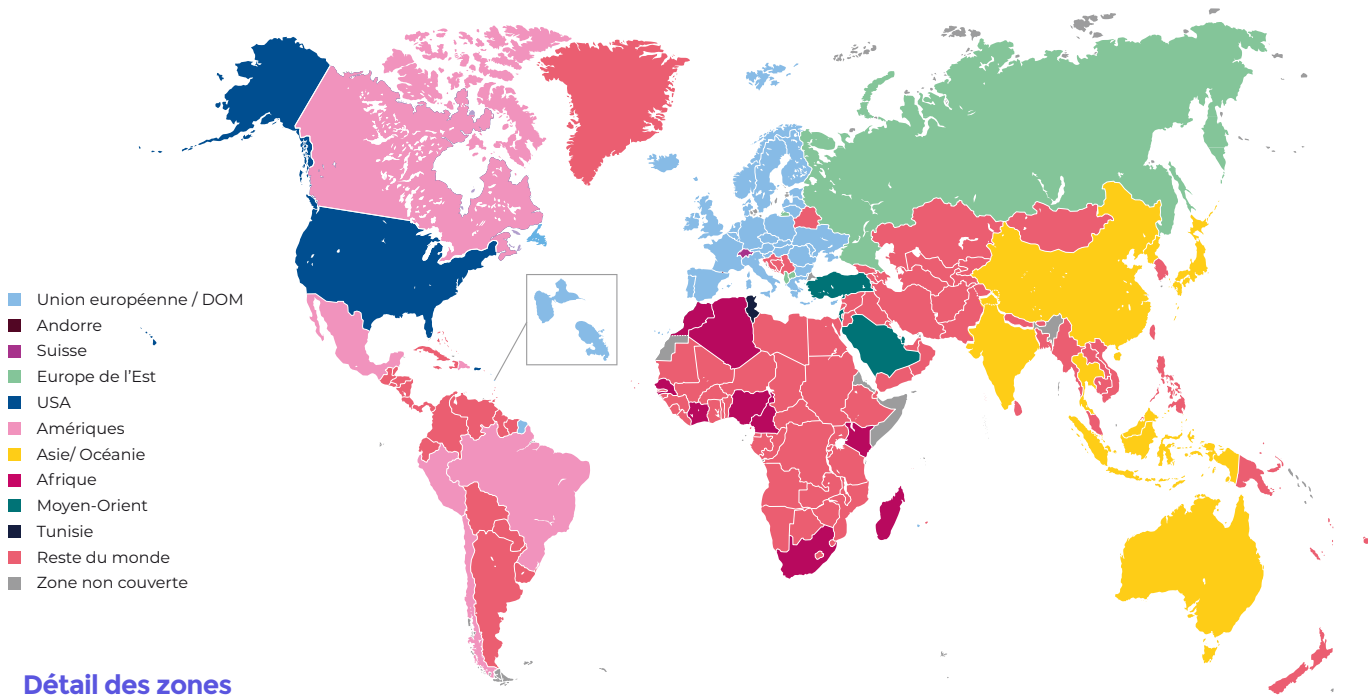 Union européenne / DOM
Andorre
Suisse
Europe de l'Est
USA
Amériques
Asie/ Océanie
Afrique
Moyen-Orient
Tunisie
Reste du monde
Zone non couverte
Détail des zones